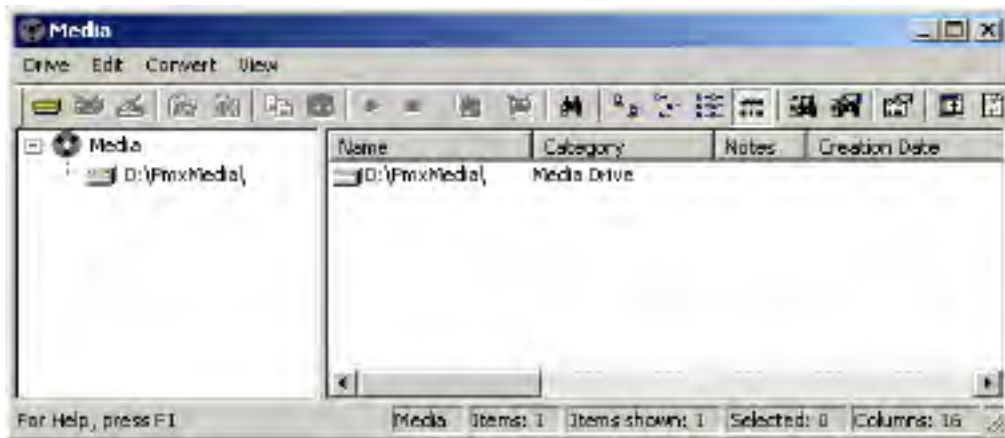 Media
Drive Edit Convert View
Media
D:\PmxMedia\
Name Category Notes Creation Date
D:\PmxMedia\ Media Drive
For Help, press F1 Media Items: 1 Items shown: 1 Selected: 0 Columns: 16